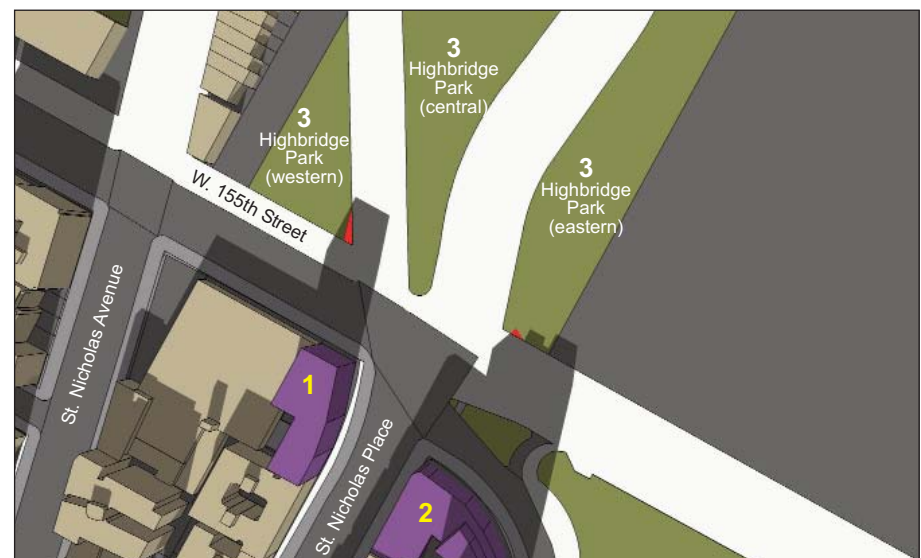 3
Highbridge
Park
(central)
3
Highbridge
Park
(western)
3
Highbridge
Park
(eastern)
W. 155th Street
St. Nicholas Avenue
1
St. Nicholas Place
2